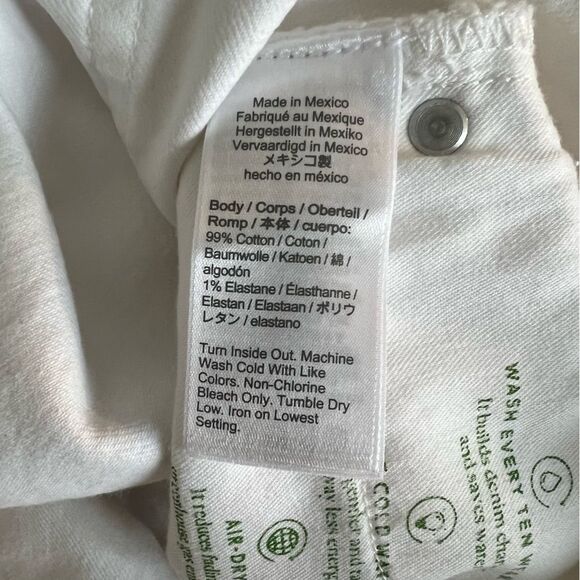 Made in Mexico
Fabriqué au Mexique
Hergestellt in Mexiko
Vervaardigd in Mexico
メキシコ製
hecho en méxico
Body / Corps / Oberteil /
Romp / 本体 / cuerpo:
99% Cotton / Coton /
Baumwolle / Katoen / 綿 /
algodón
1% Elastane / Élasthanne /
Elastan / Elastaan / ポリウ
レタン / elastano
Turn Inside Out. Machine
Wash Cold With Like
Colors. Non-Chlorine
Bleach Only. Tumble Dry
Low. Iron on Lowest
Setting.
WASH EVERY TEN
It builds denim
and saves
COLD
way less
AIR-DRY
It reduces